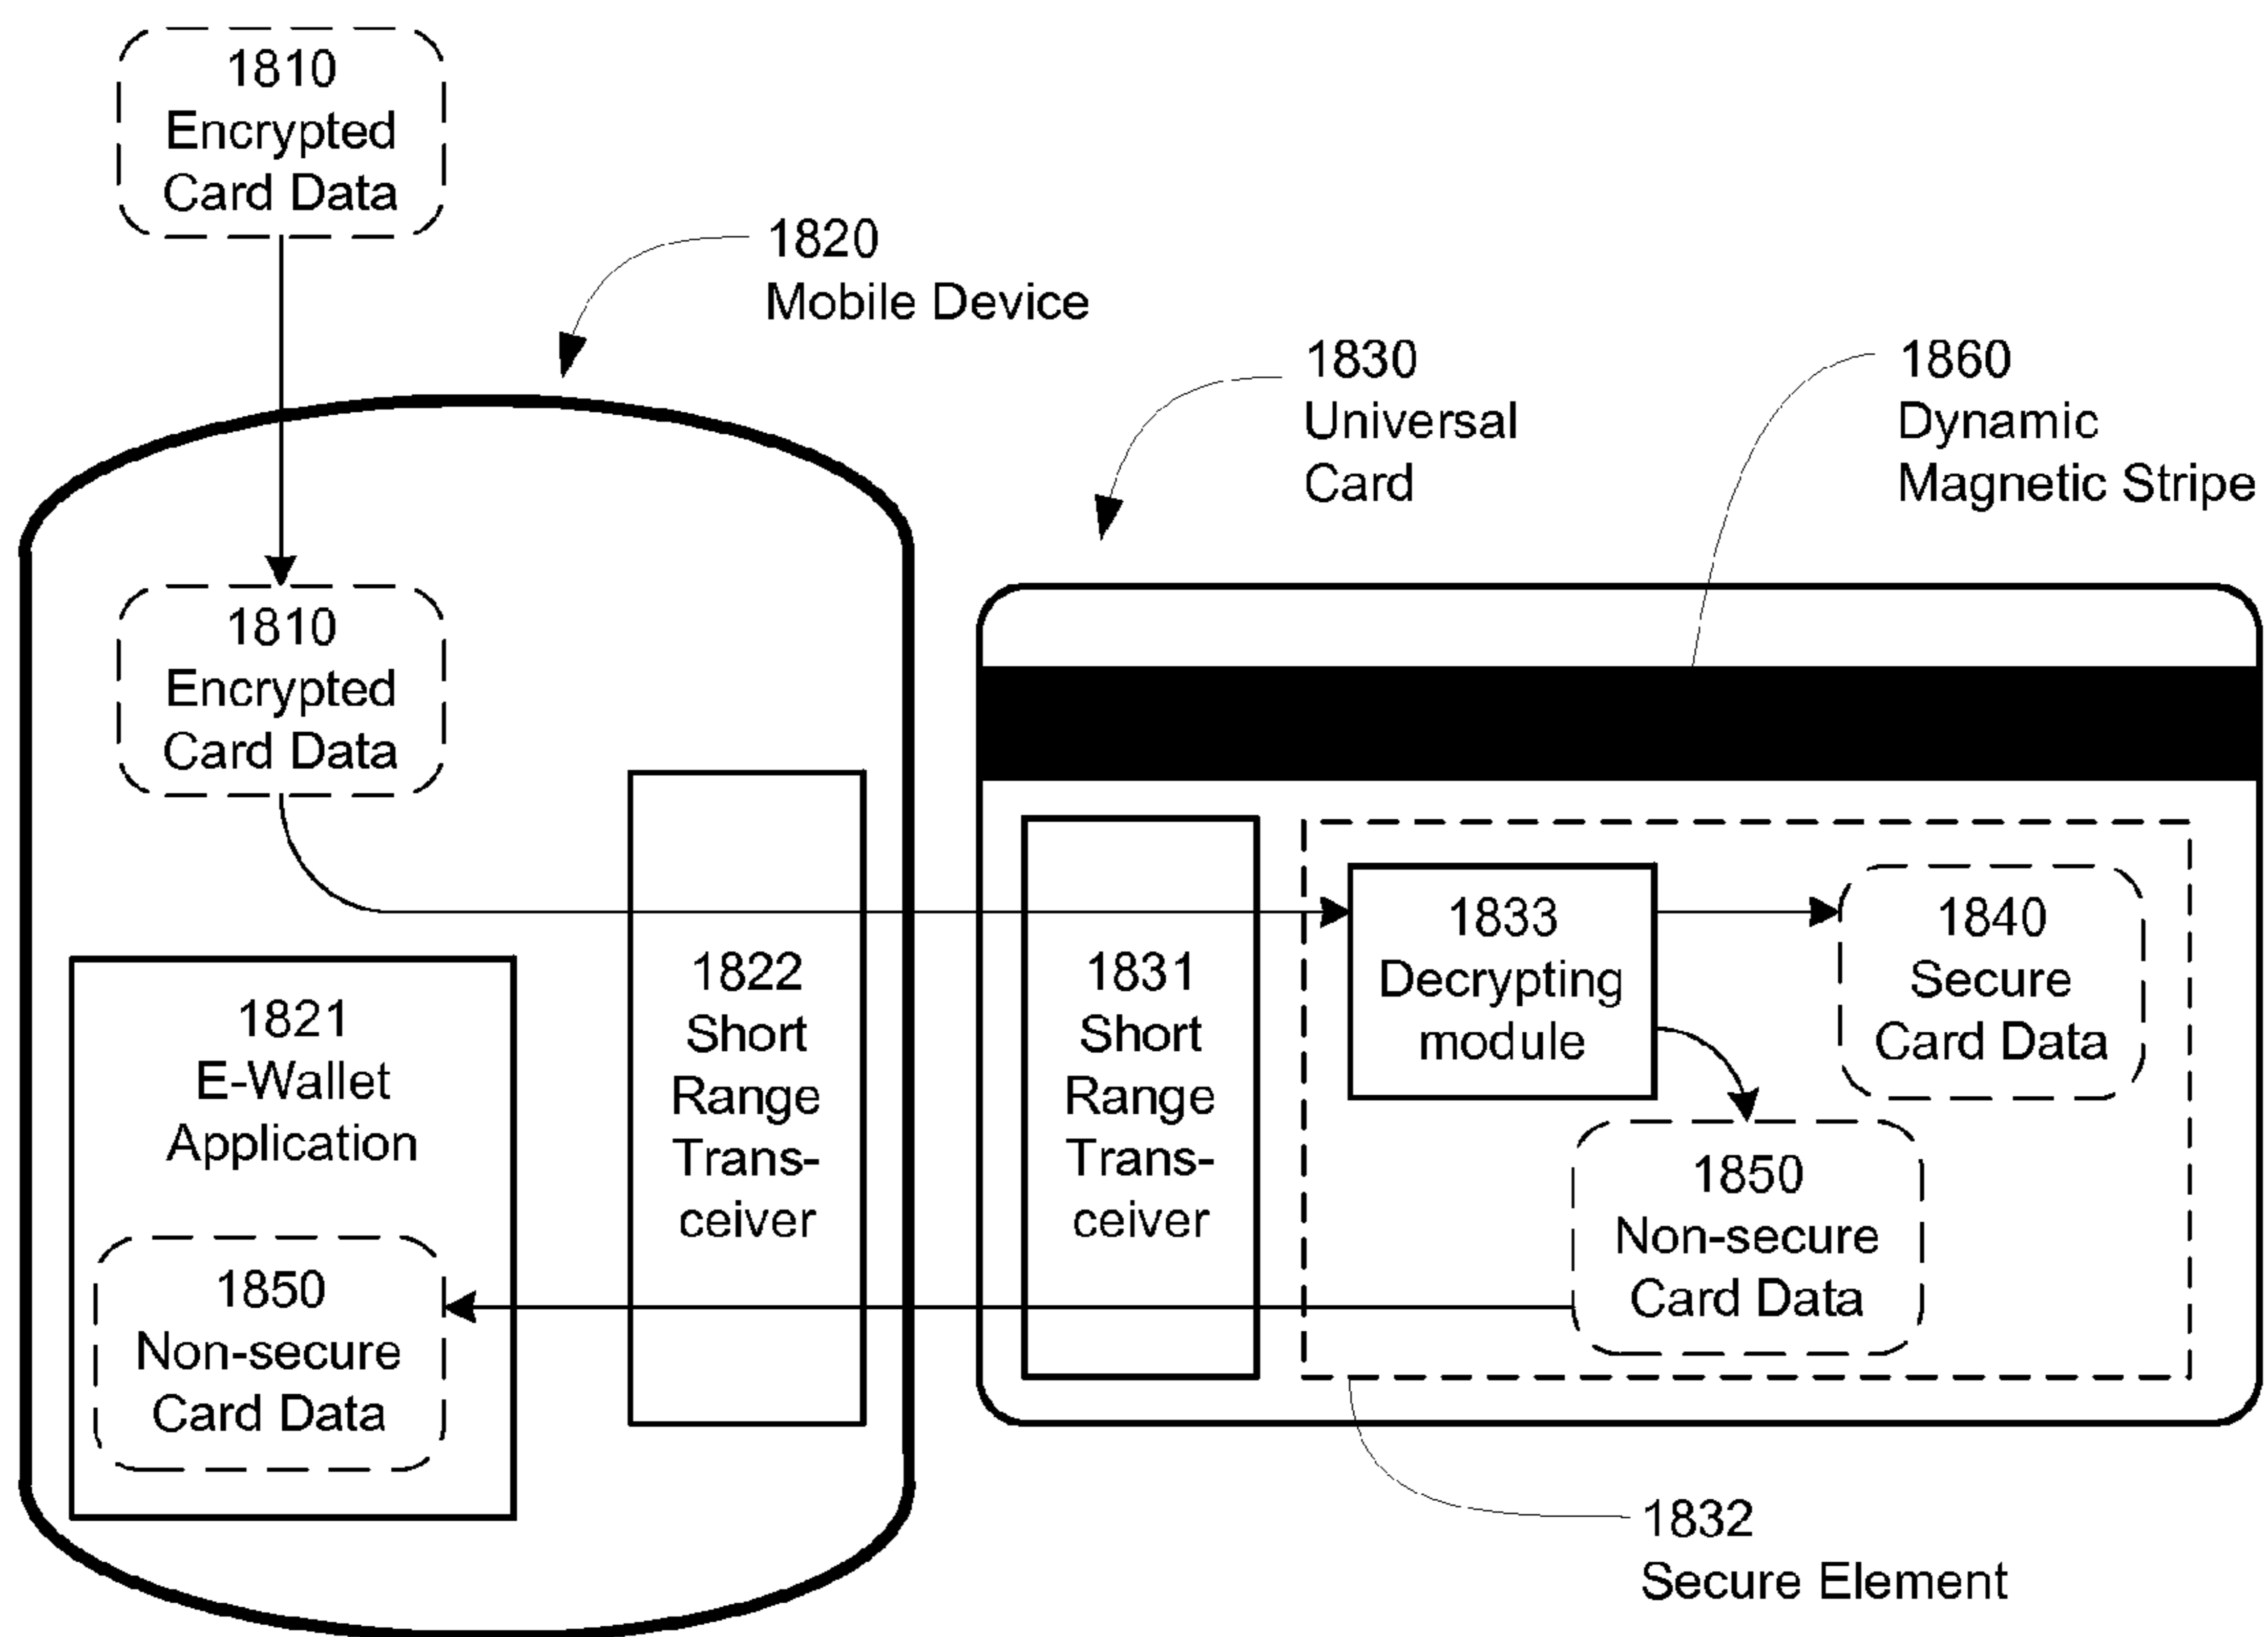 1810
Encrypted
Card Data
1820
Mobile Device
1830
Universal
Card
1860
Dynamic
Magnetic Stripe
1810
Encrypted
Card Data
1821
E-Wallet
Application
1850
Non-secure
Card Data
1822
Short
Range
Trans-
ceiver
1831
Short
Range
Trans-
ceiver
1833
Decrypting
module
1840
Secure
Card Data
1850
Non-secure
Card Data
1832
Secure Element